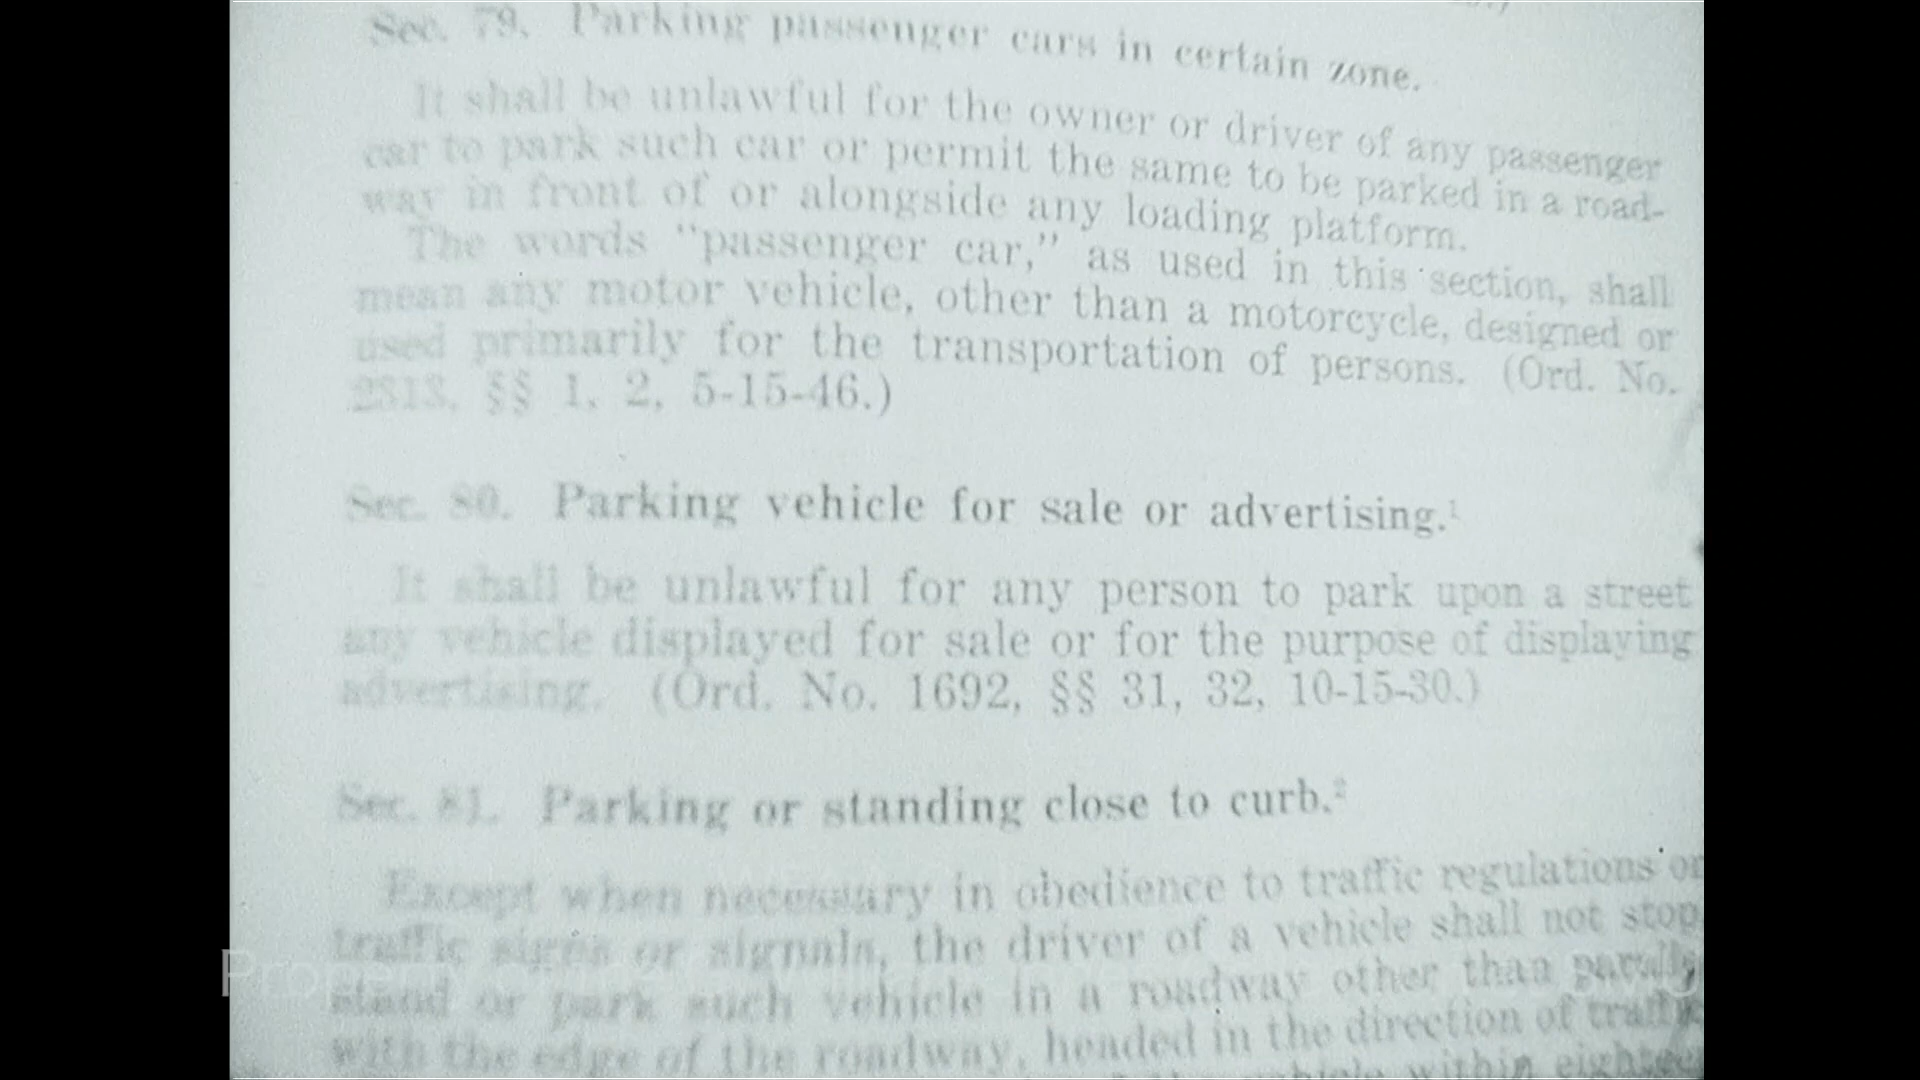 Sec. 79. Parking passenger cars in certain zone.
It shall be unlawful for the owner or driver of any passenger
car to park such car or permit the same to be parked in a road-
way in front of or alongside any loading platform.
The words "passenger car," as used in this section, shall
mean any motor vehicle, other than a motorcycle, designed or
used primarily for the transportation of persons. (Ord. No.
2313, §§ 1, 2, 5-15-46.)
Sec. 80. Parking vehicle for sale or advertising.¹
It shall be unlawful for any person to park upon a street
any vehicle displayed for sale or for the purpose of displaying
advertising. (Ord. No. 1692, §§ 31, 32, 10-15-30.)
Sec. 81. Parking or standing close to curb.²
Except when necessary in obedience to traffic regulations or
traffic signs or signals, the driver of a vehicle shall not stop,
stand or park such vehicle in a roadway other than
with the edge of the roadway, headed in the direction of traffic
vehicle within